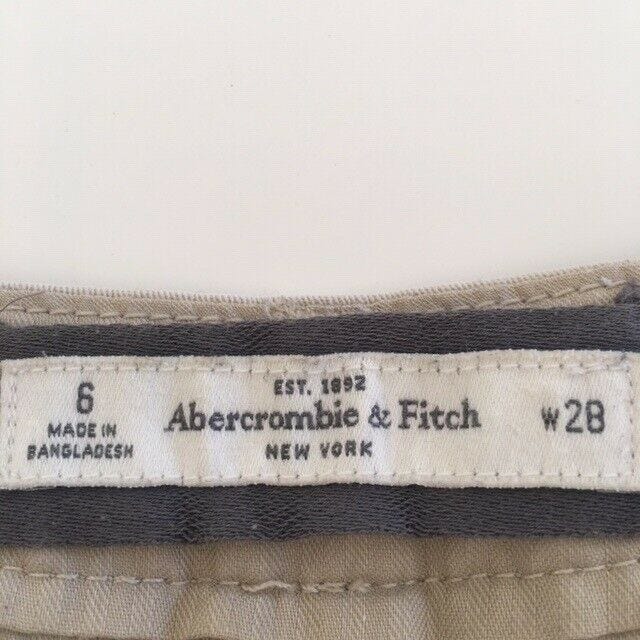 6
MADE IN
BANGLADESH
EST. 1892
Abercrombie & Fitch
NEW YORK
W28